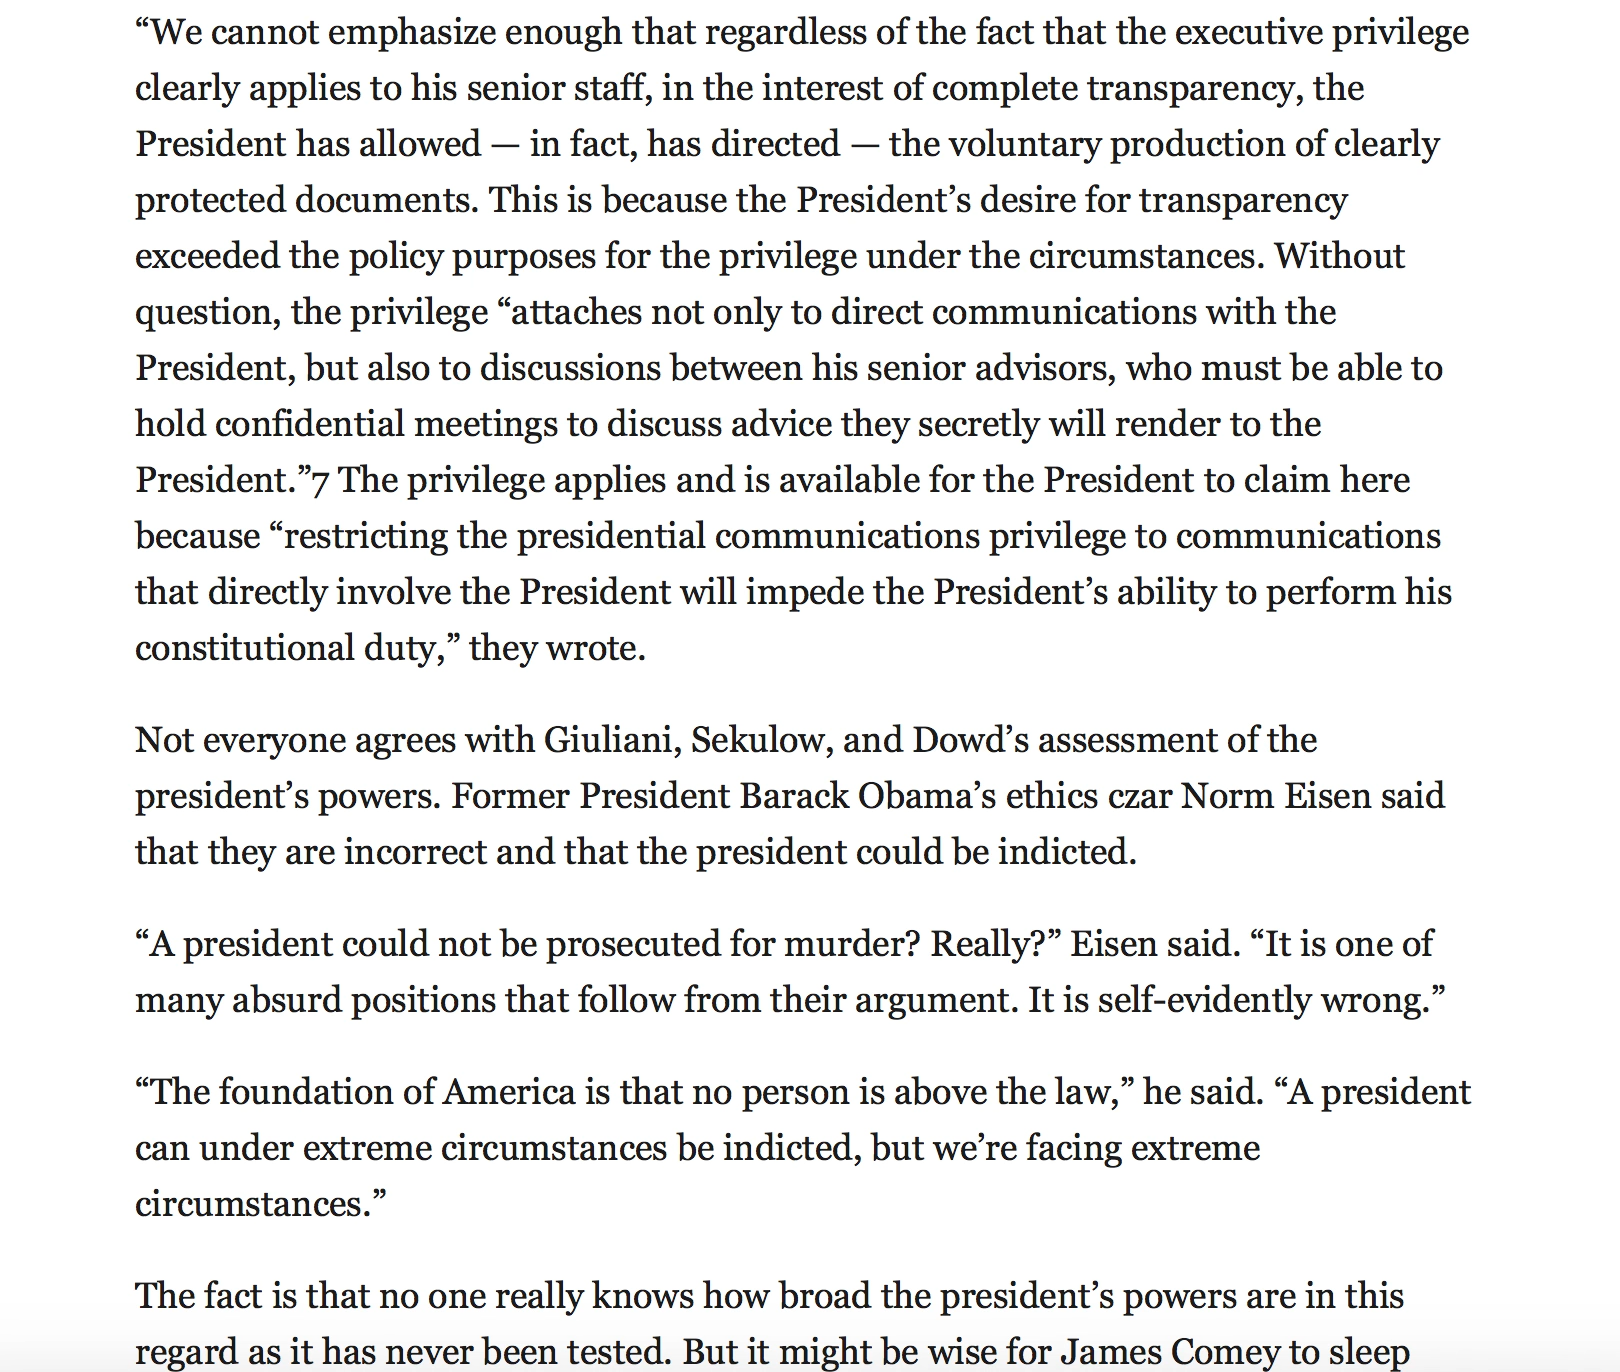 “We cannot emphasize enough that regardless of the fact that the executive privilege
clearly applies to his senior staff, in the interest of complete transparency, the
President has allowed — in fact, has directed — the voluntary production of clearly
protected documents. This is because the President’s desire for transparency
exceeded the policy purposes for the privilege under the circumstances. Without
question, the privilege “attaches not only to direct communications with the
President, but also to discussions between his senior advisors, who must be able to
hold confidential meetings to discuss advice they secretly will render to the
President.”7 The privilege applies and is available for the President to claim here
because “restricting the presidential communications privilege to communications
that directly involve the President will impede the President’s ability to perform his
constitutional duty,” they wrote.
Not everyone agrees with Giuliani, Sekulow, and Dowd’s assessment of the
president’s powers. Former President Barack Obama’s ethics czar Norm Eisen said
that they are incorrect and that the president could be indicted.
“A president could not be prosecuted for murder? Really?” Eisen said. “It is one of
many absurd positions that follow from their argument. It is self-evidently wrong.”
“The foundation of America is that no person is above the law,” he said. “A president
can under extreme circumstances be indicted, but we’re facing extreme
circumstances.”
The fact is that no one really knows how broad the president’s powers are in this
regard as it has never been tested. But it might be wise for James Comey to sleep